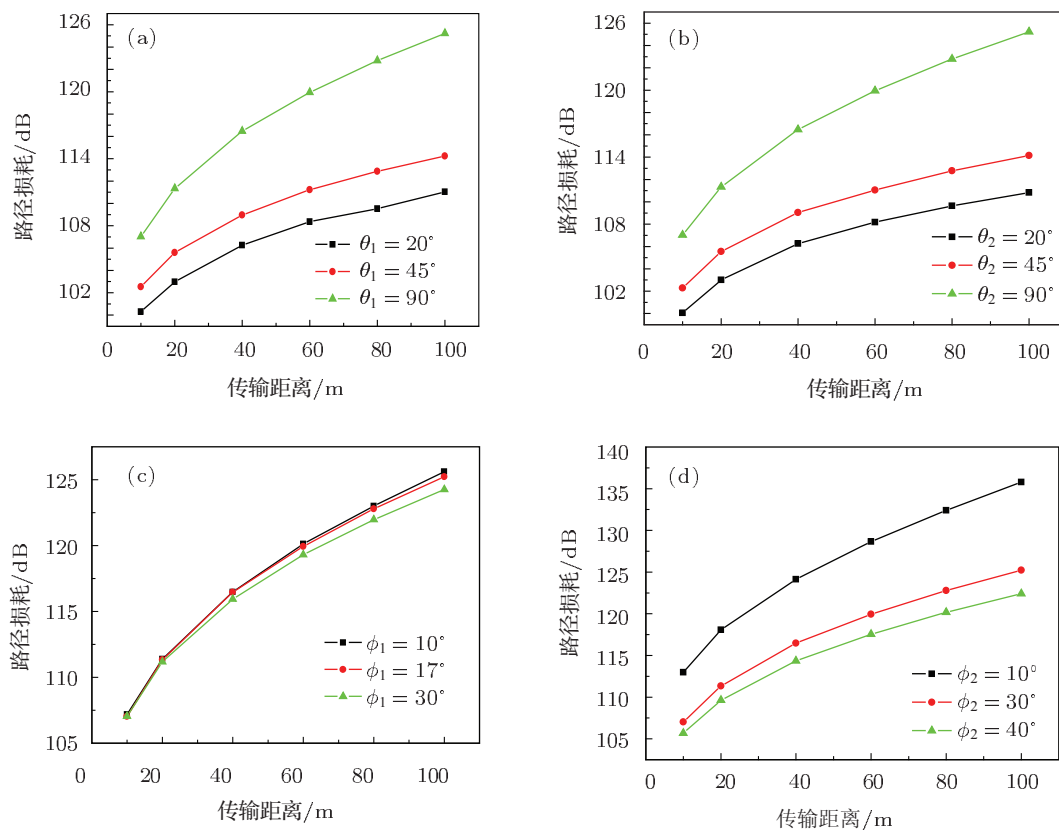 (a)
126
120
114
108
102
0 20 40 60 80 100
路径损耗/dB
传输距离/m
θ₁ = 20°
θ₁ = 45°
θ₁ = 90°
(b)
126
120
114
108
102
0 20 40 60 80 100
路径损耗/dB
传输距离/m
θ₂ = 20°
θ₂ = 45°
θ₂ = 90°
(c)
125
120
115
110
105
0 20 40 60 80 100
路径损耗/dB
传输距离/m
ϕ₁ = 10°
ϕ₁ = 17°
ϕ₁ = 30°
(d)
140
135
130
125
120
115
110
105
0 20 40 60 80 100
路径损耗/dB
传输距离/m
ϕ₂ = 10°
ϕ₂ = 30°
ϕ₂ = 40°